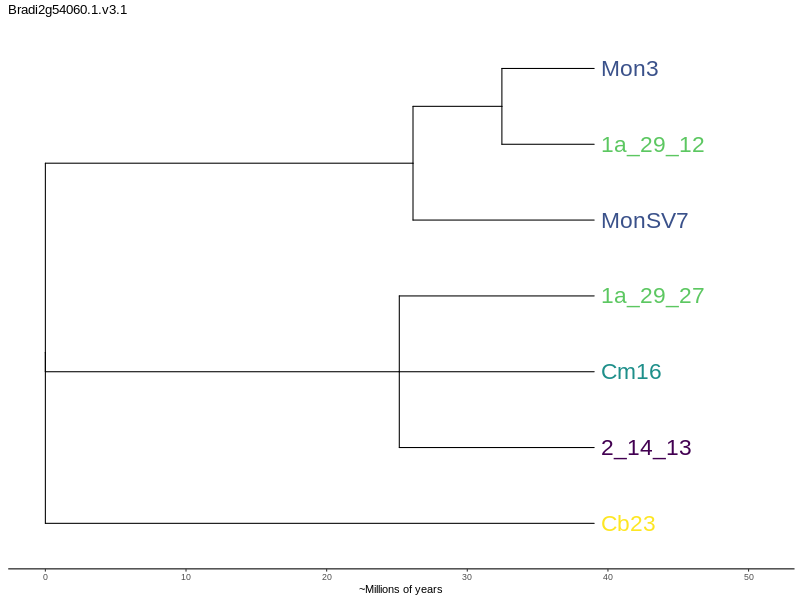 Bradi2g54060.1.v3.1
Mon3
1a_29_12
MonSV7
1a_29_27
Cm16
2_14_13
Cb23
0 10 20 30 40 50
~Millions of years